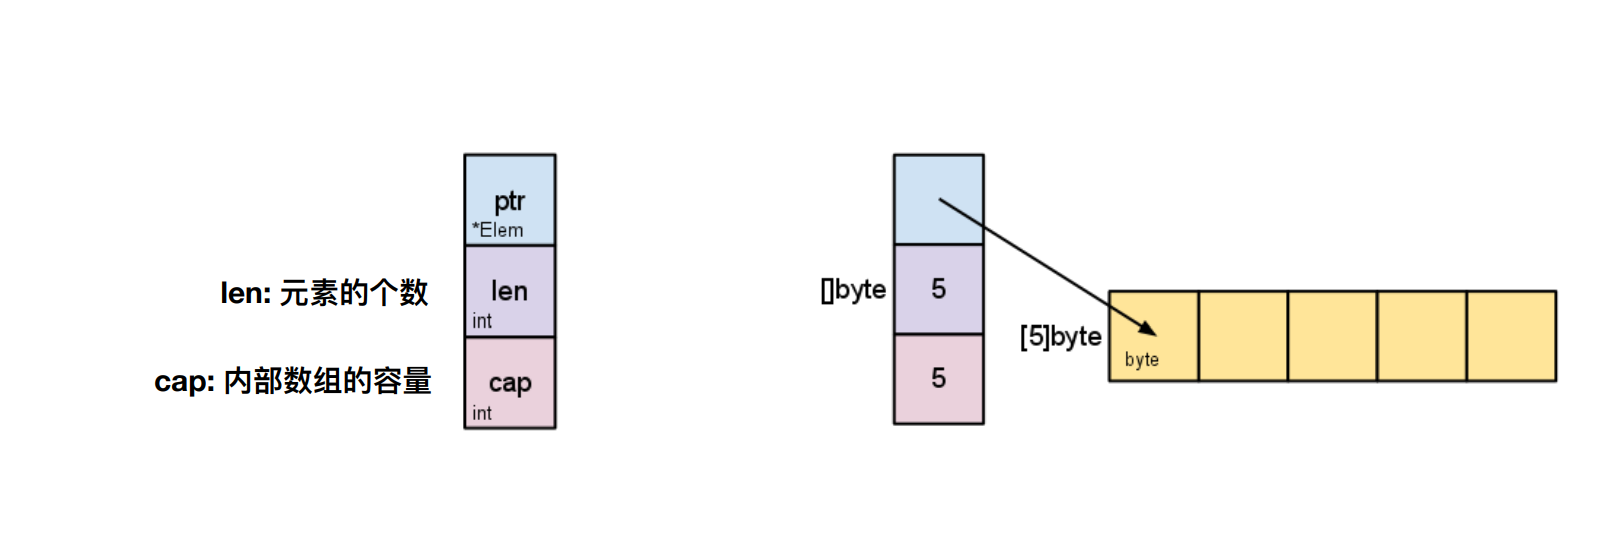 ptr
*Elem
len: 元素的个数
len
int
cap: 内部数组的容量
cap
int
[]byte
5
5
[5]byte
byte